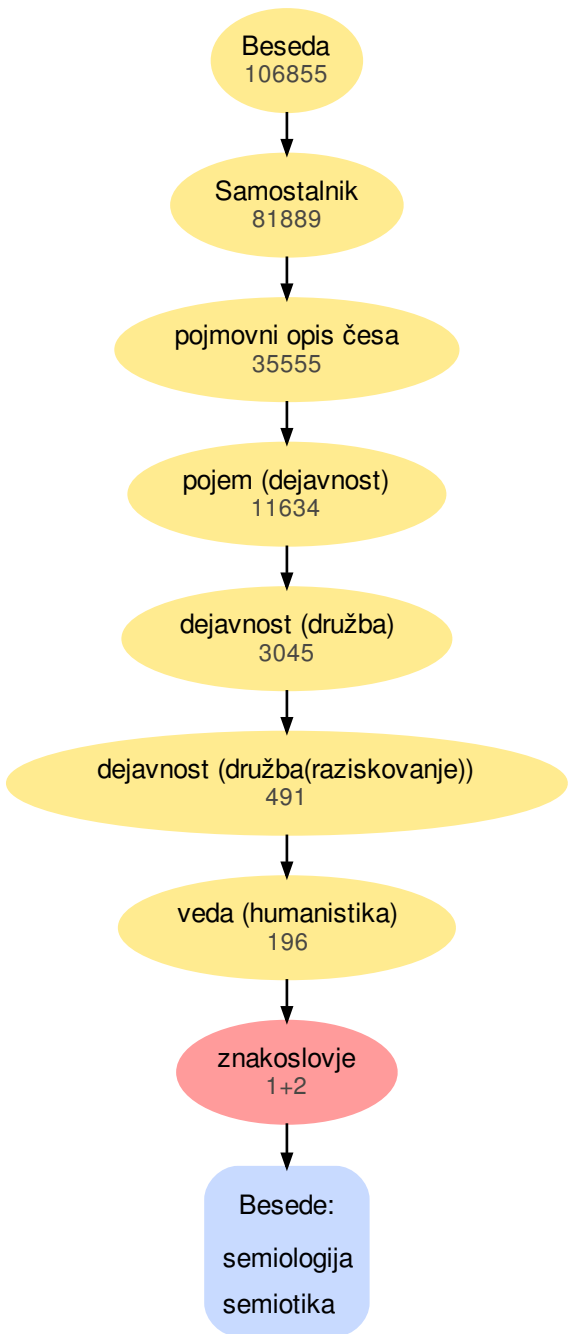 Beseda
106855
Samostalnik
81889
pojmovni opis česa
35555
pojem (dejavnost)
11634
dejavnost (družba)
3045
dejavnost (družba(raziskovanje))
491
veda (humanistika)
196
znakoslovje
1+2
Besede:
semiologija
semiotika